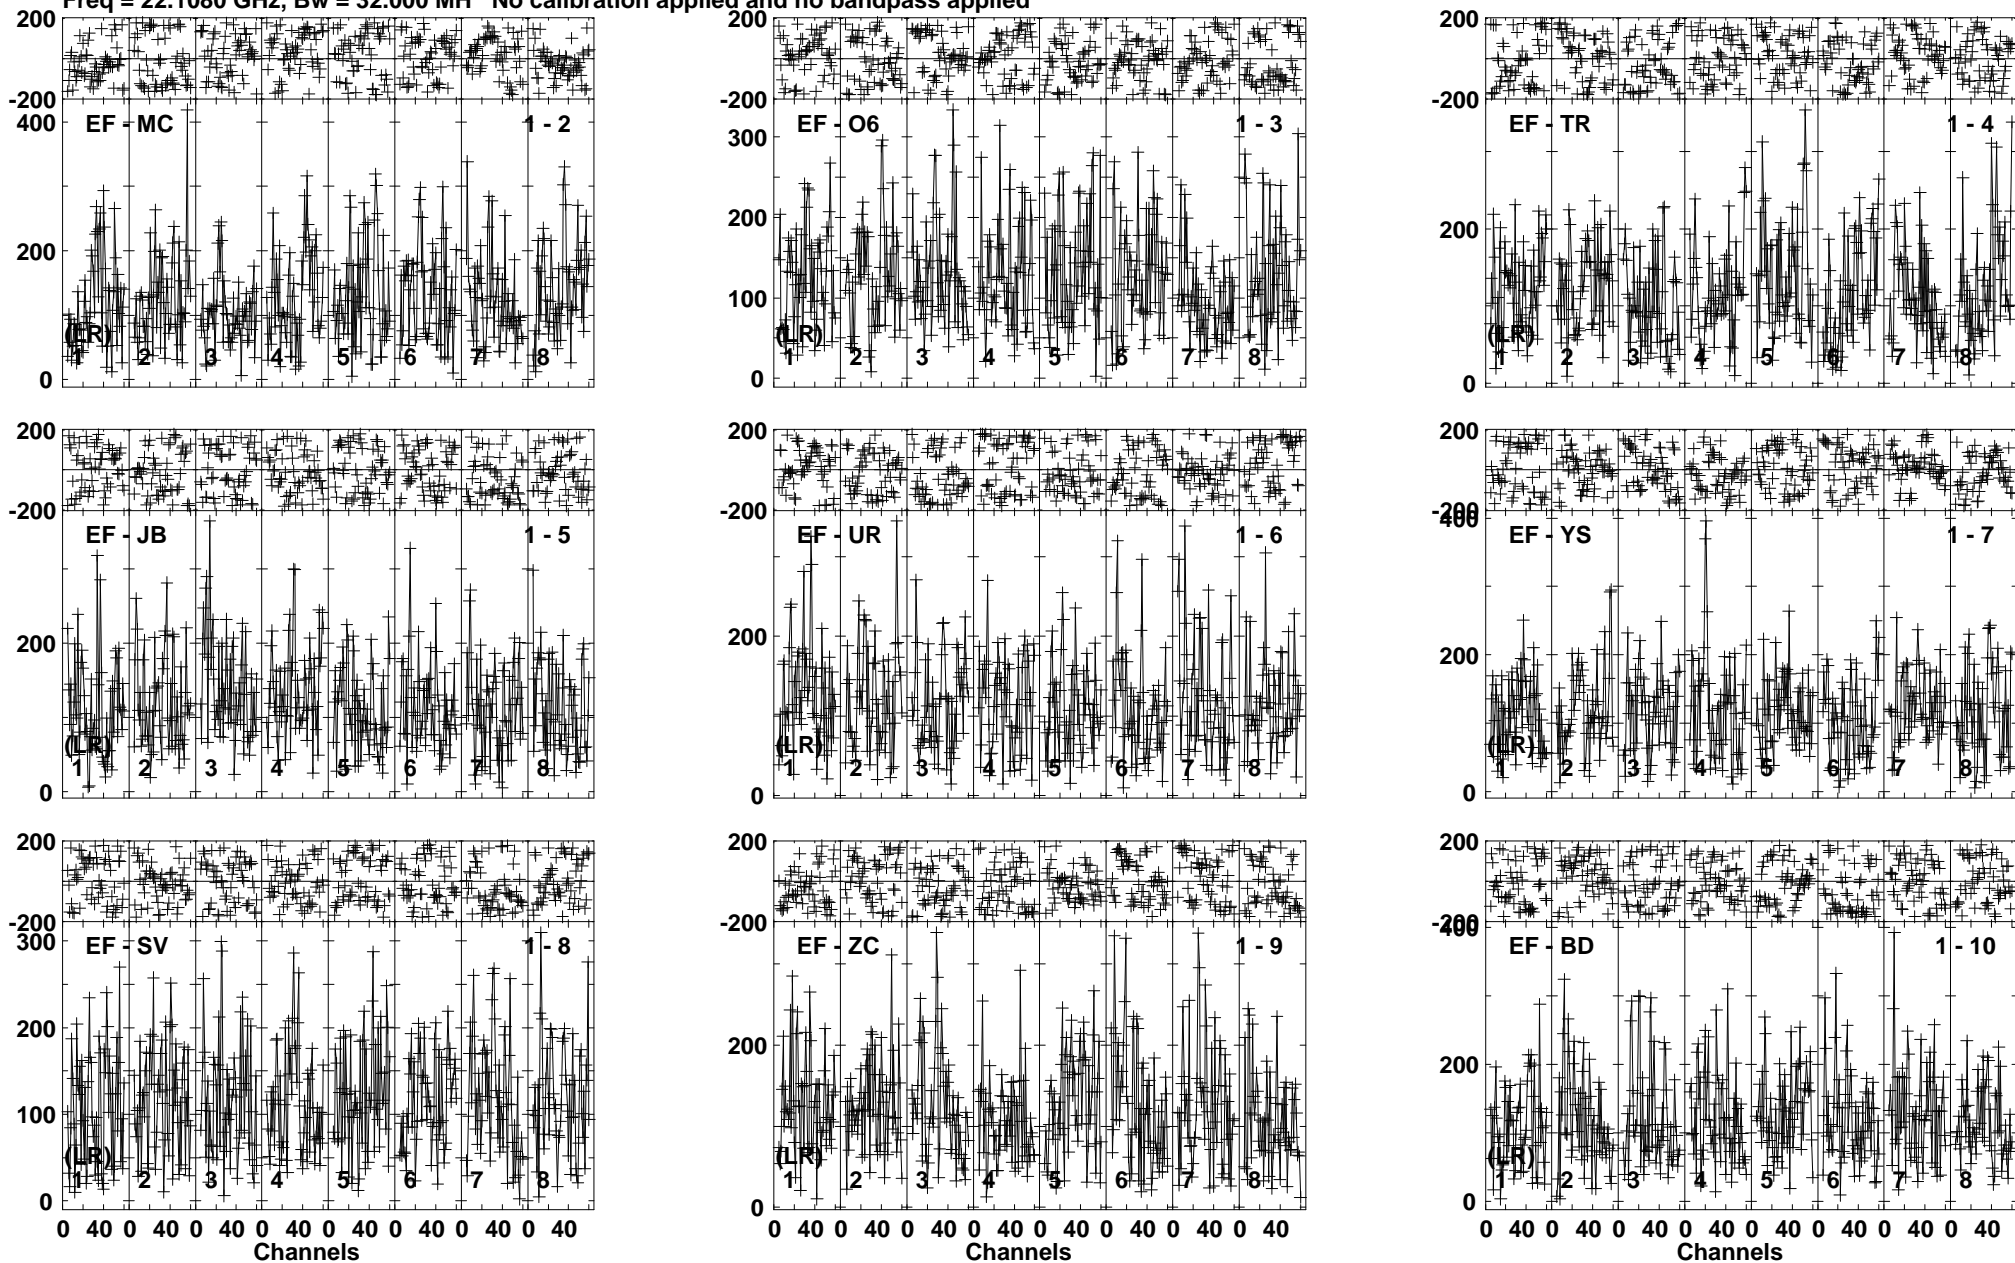 Freq = 22.1080 GHz, Bw = 32.000 MH No calibration applied and no bandpass applied
200
-200
400
200
0
EF - MC
1 - 2
(LR)
1 2 3 4 5 6 7 8
200
-200
300
200
100
0
EF - O6
1 - 3
(LR)
1 2 3 4 5 6 7 8
200
-200
200
0
EF - TR
1 - 4
(LR)
1 2 3 4 5 6 7 8
200
-200
200
0
EF - JB
1 - 5
(LR)
1 2 3 4 5 6 7 8
200
-200
200
0
EF - UR
1 - 6
(LR)
1 2 3 4 5 6 7 8
200
-200
400
200
0
EF - YS
1 - 7
(LR)
1 2 3 4 5 6 7 8
200
-200
300
200
100
0
EF - SV
1 - 8
(LR)
1 2 3 4 5 6 7 8
0 40 0 40 0 40 0 40 0 40 0 40 0 40 0 40
Channels
200
-200
200
0
EF - ZC
1 - 9
(LR)
1 2 3 4 5 6 7 8
0 40 0 40 0 40 0 40 0 40 0 40 0 40 0 40
Channels
200
-200
400
200
0
EF - BD
1 - 10
(LR)
1 2 3 4 5 6 7 8
0 40 0 40 0 40 0 40 0 40 0 40 0 40 0 40
Channels